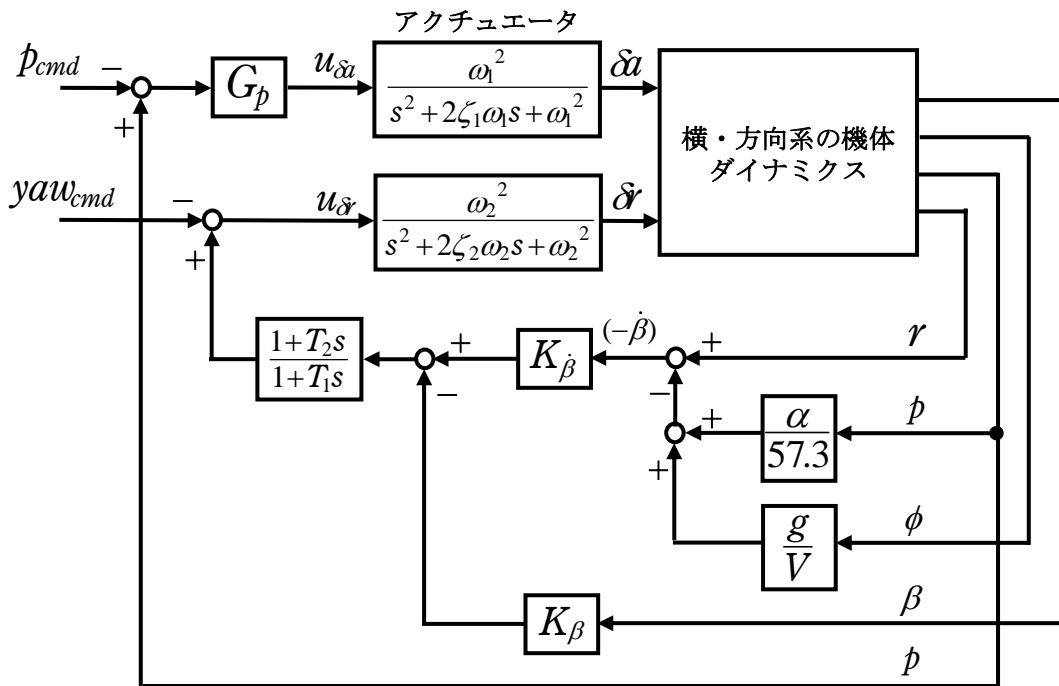 アクチュエータ
p_cmd − G_p u_δa ω₁² / (s²+2ζ₁ω₁s+ω₁²) δa
+
横・方向系の機体
ダイナミクス
yaw_cmd − u_δr ω₂² / (s²+2ζ₂ω₂s+ω₂²) δr
+
(1+T₂s) / (1+T₁s) + K_β̇ (−β̇) + r
− −
+ α/57.3 p
+
g/V ϕ
K_β β
p